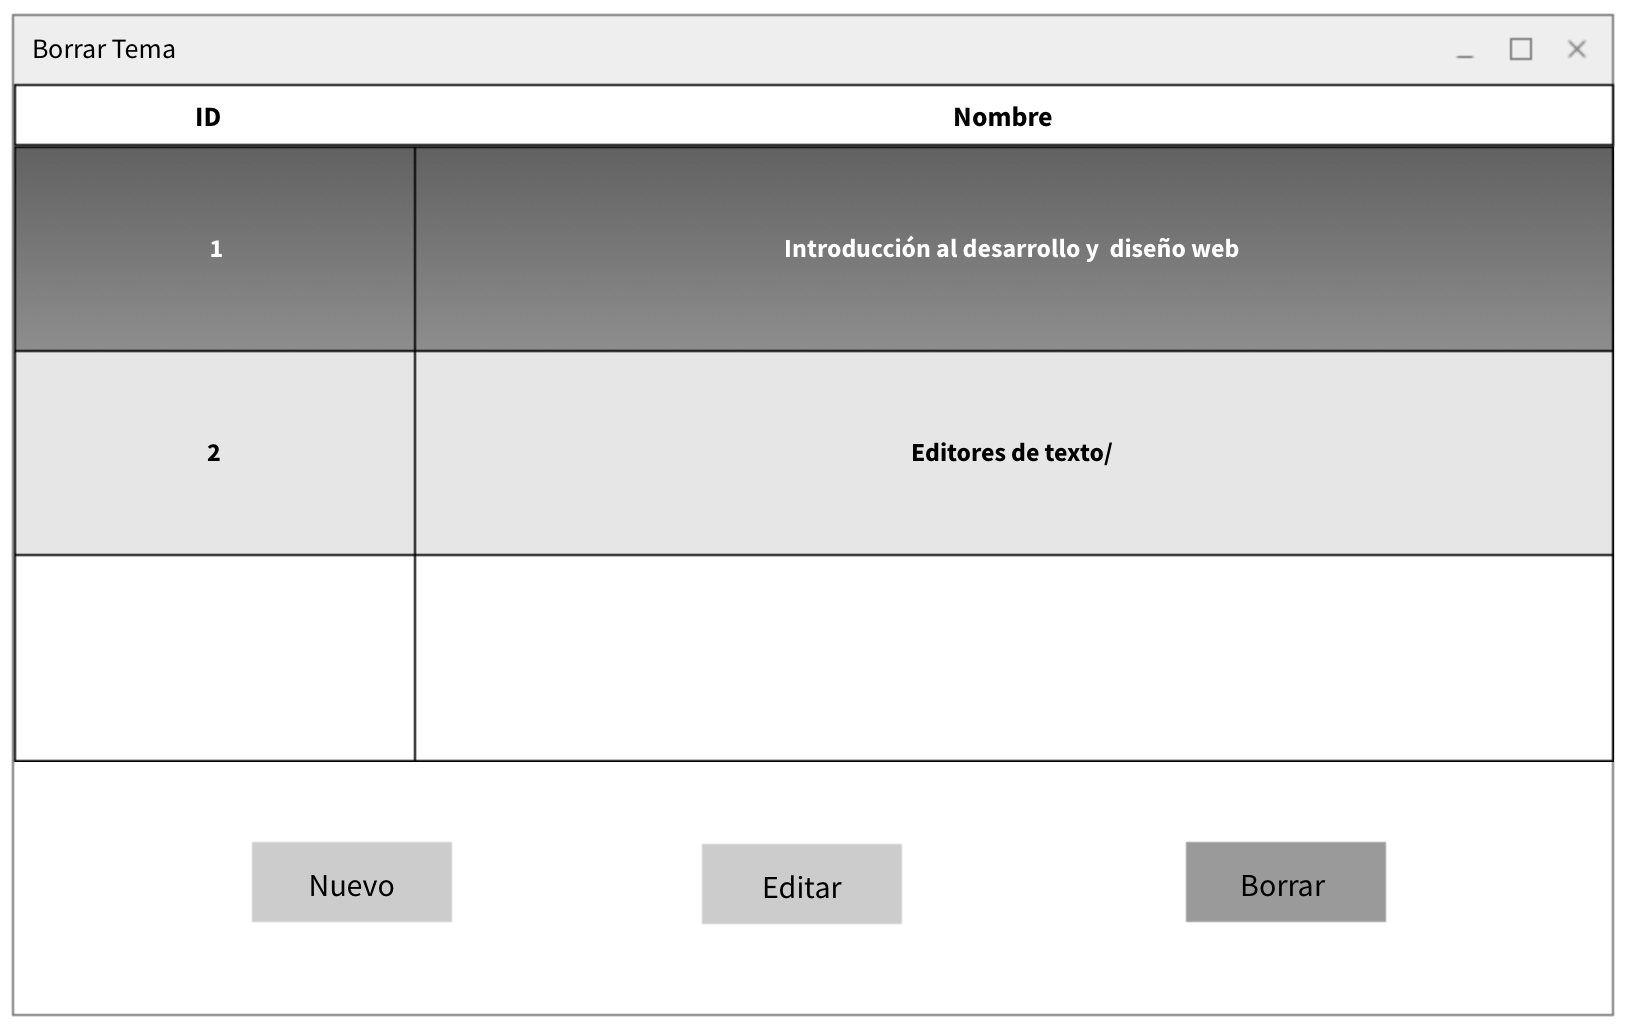 Borrar Tema
ID Nombre
1 Introducción al desarrollo y  diseño web
2 Editores de texto/
Nuevo Editar Borrar